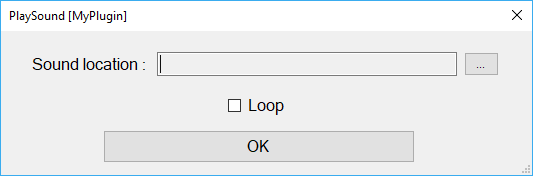 PlaySound [MyPlugin]
Sound location : ...
Loop
OK